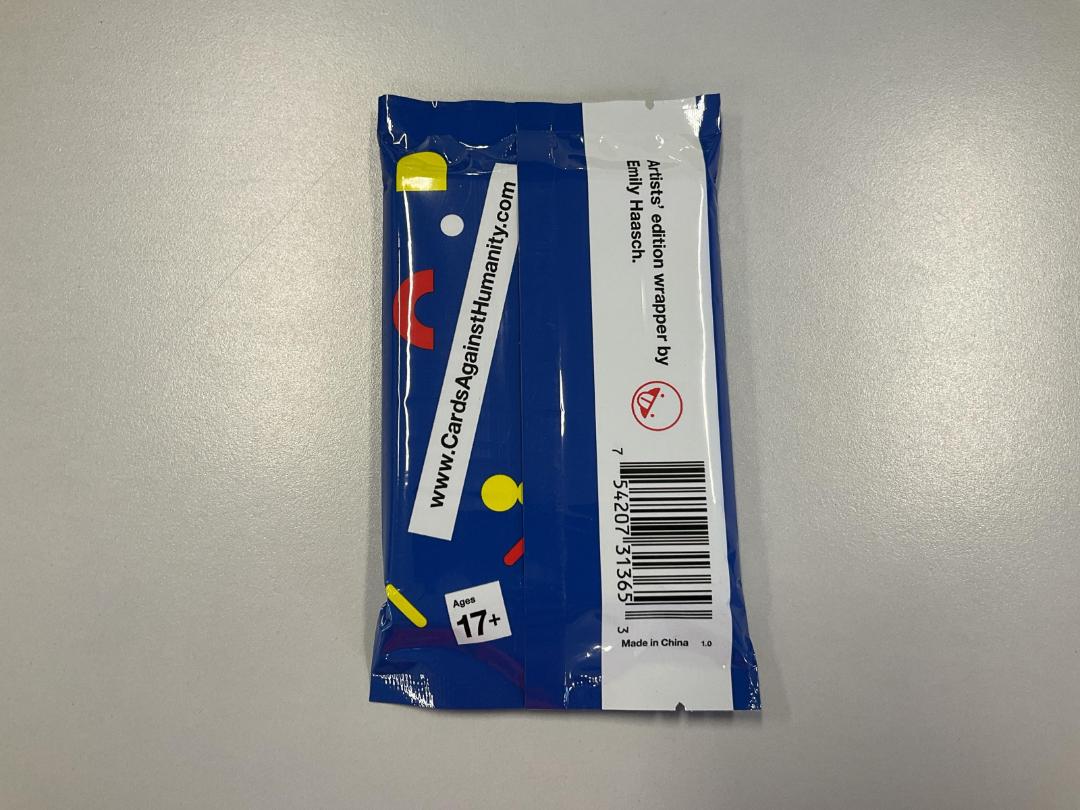 www.CardsAgainstHumanity.com
Ages
17+
Artists' edition wrapper by
Emily Haasch.
7 54207 31365 3
Made in China 1.0